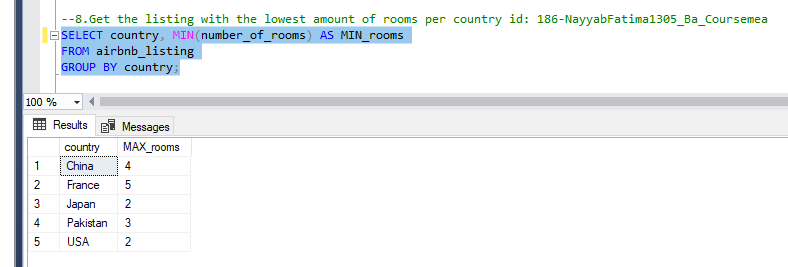 --8.Get the listing with the lowest amount of rooms per country id: 186-NayyabFatima1305_Ba_Coursemea
SELECT country, MIN(number_of_rooms) AS MIN_rooms
FROM airbnb_listing
GROUP BY country;
100 %
Results Messages
country MAX_rooms
1 China 4
2 France 5
3 Japan 2
4 Pakistan 3
5 USA 2